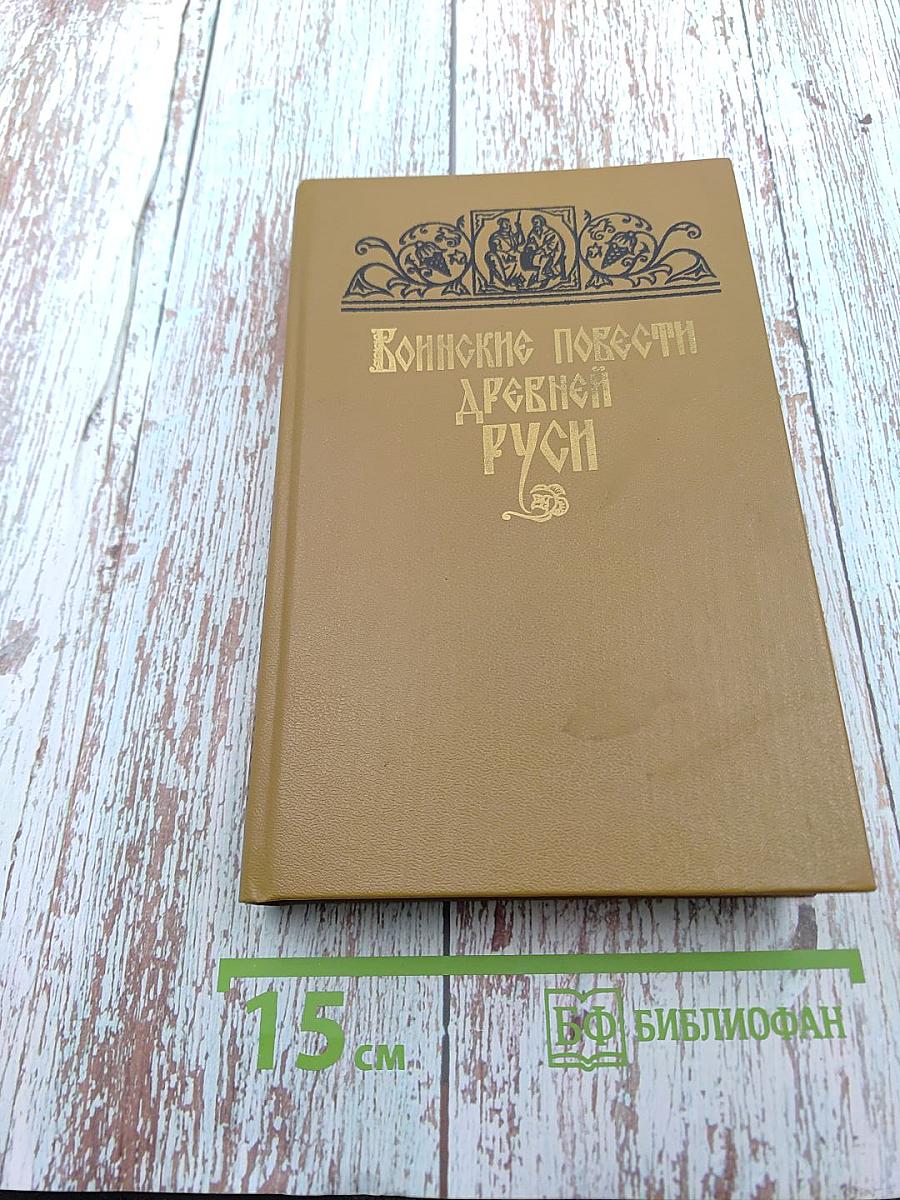 Воинские повести
древней
Руси
15 см
БФ БИБЛИОФАН